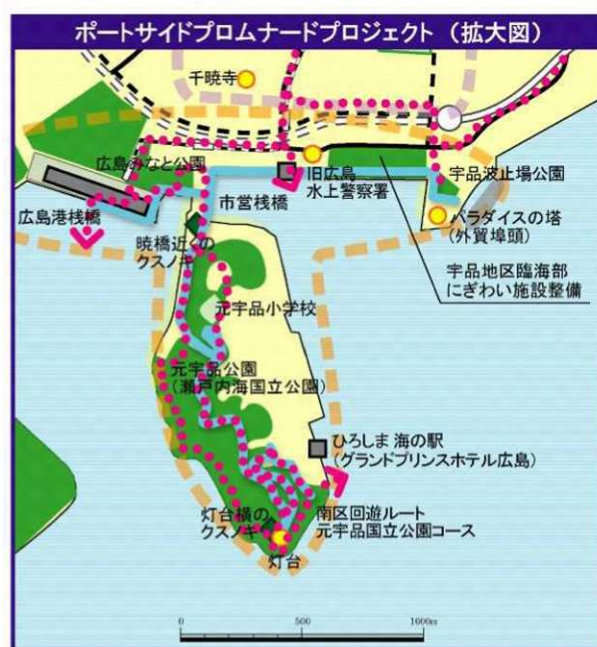 ポートサイドプロムナードプロジェクト（拡大図）
千暁寺
広島みなと公園
旧広島
水上警察署
宇品波止場公園
広島港桟橋
市営桟橋
パラダイスの塔
(外貿埠頭)
暁橋近くの
クスノキ
宇品地区臨海部
にぎわい施設整備
元宇品小学校
元宇品公園
(瀬戸内海国立公園)
ひろしま 海の駅
(グランドプリンスホテル広島)
灯台横の
クスノキ
南区回遊ルート
元宇品国立公園コース
灯台
0
500
1000m